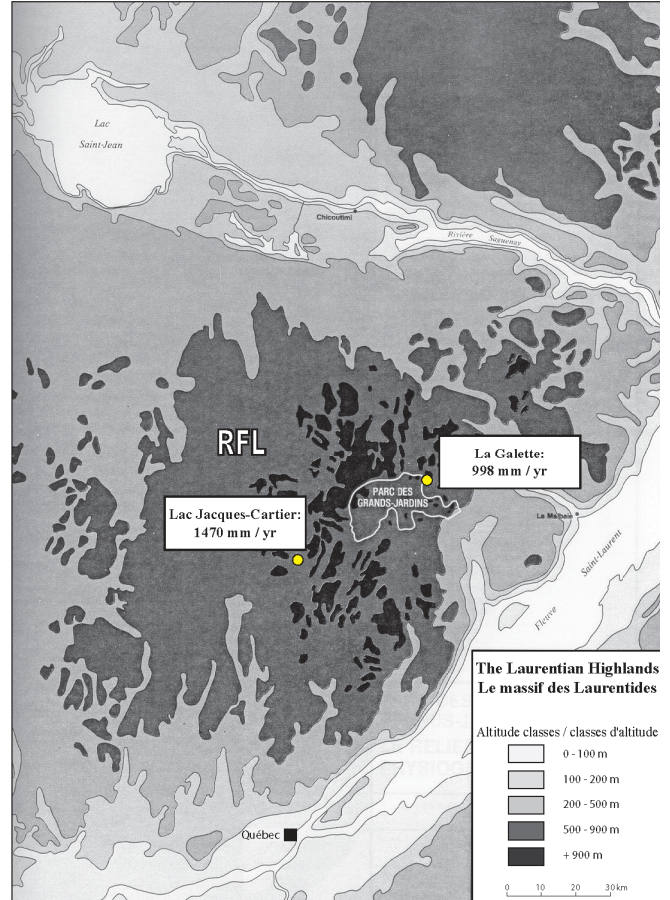 Lac
Saint-Jean
Chicoutimi
Rivière Saguenay
RFL
La Galette:
998 mm / yr
PARC DES
GRANDS-JARDINS
Lac Jacques-Cartier:
1470 mm / yr
La Malbaie
Fleuve Saint-Laurent
The Laurentian Highlands
Le massif des Laurentides
Altitude classes / classes d'altitude
0 - 100 m
100 - 200 m
200 - 500 m
500 - 900 m
+ 900 m
Québec
0 10 20 30 km